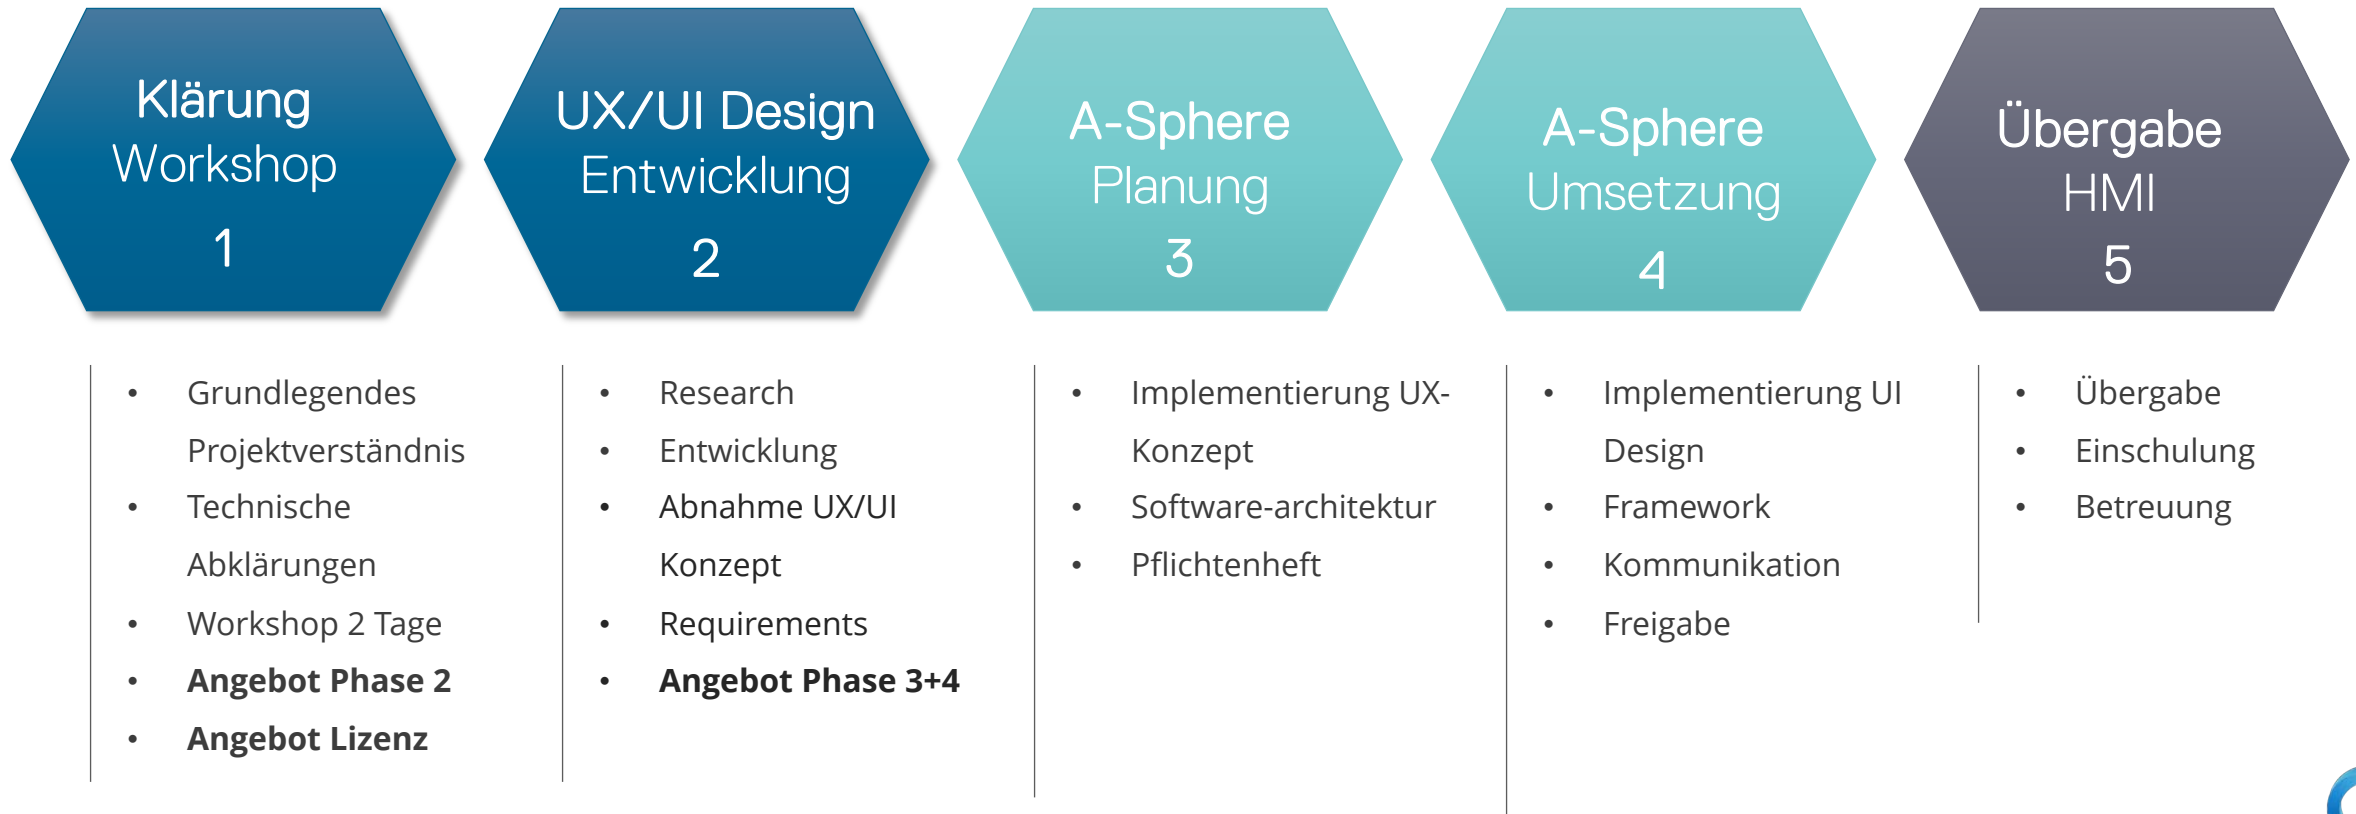 Klärung
Workshop
1
UX/UI Design
Entwicklung
2
A-Sphere
Planung
3
A-Sphere
Umsetzung
4
Übergabe
HMI
5
• Grundlegendes
Projektverständnis
• Technische
Abklärungen
• Workshop 2 Tage
• Angebot Phase 2
• Angebot Lizenz
• Research
• Entwicklung
• Abnahme UX/UI
Konzept
• Requirements
• Angebot Phase 3+4
• Implementierung UX-
Konzept
• Software-architektur
• Pflichtenheft
• Implementierung UI
Design
• Framework
• Kommunikation
• Freigabe
• Übergabe
• Einschulung
• Betreuung